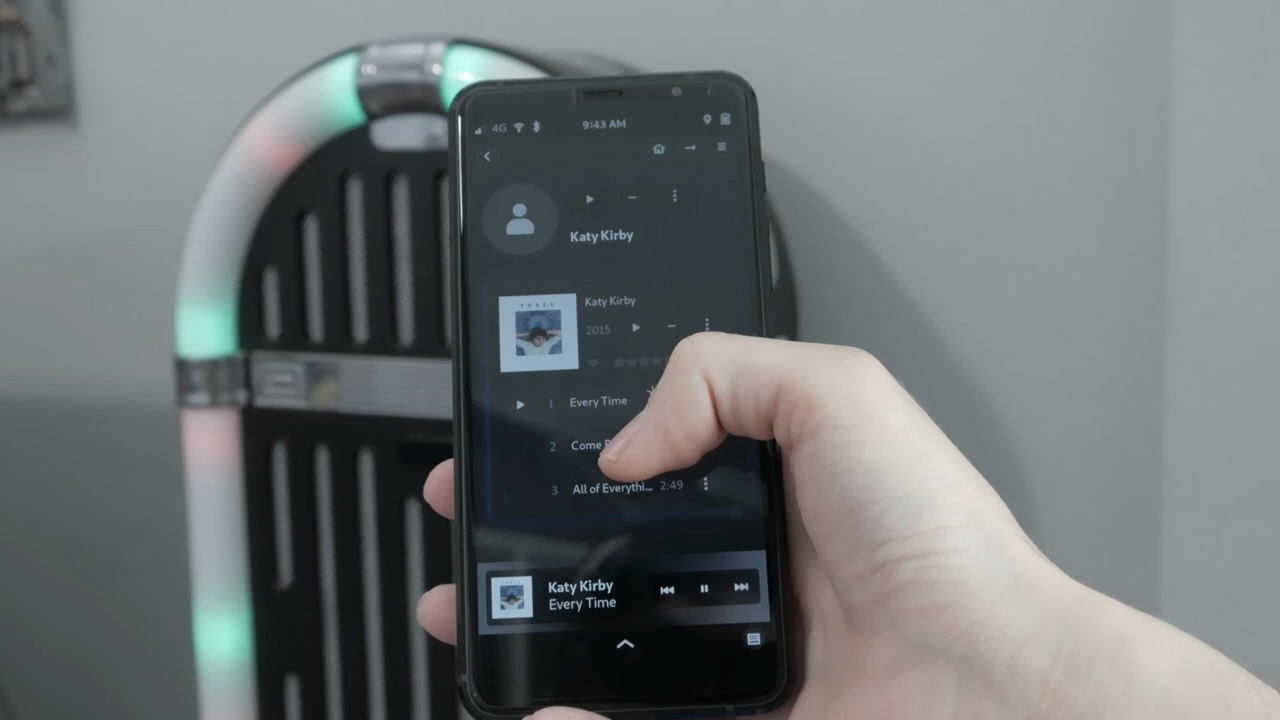 4G 9:43 AM
Katy Kirby
THREE
Katy Kirby
2015
1 Every Time
2 Come
3 All of Everythi... 2:49
Katy Kirby
Every Time